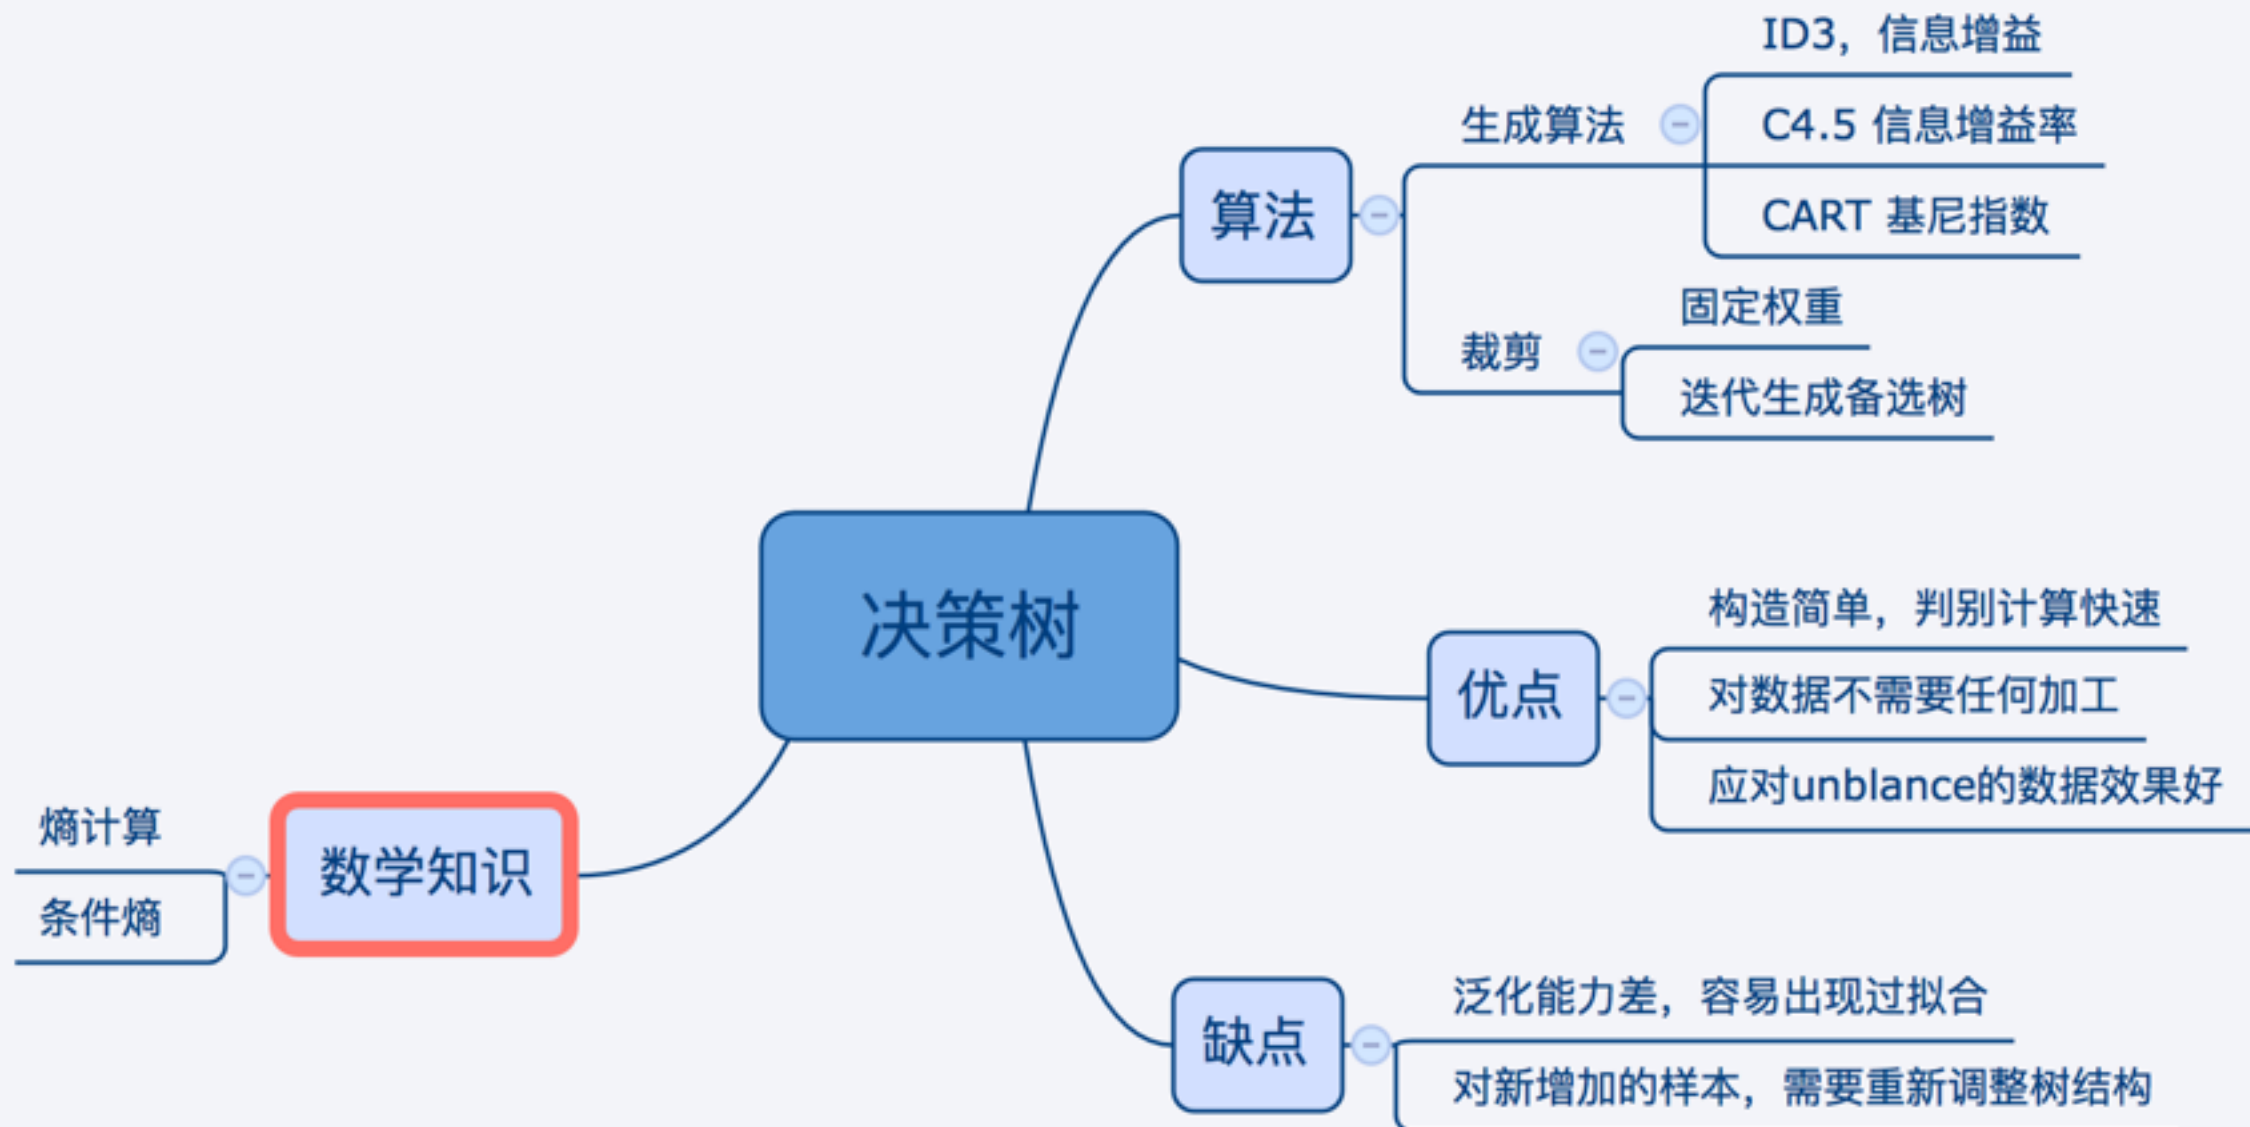 ID3，信息增益
生成算法
C4.5 信息增益率
算法
CART 基尼指数
固定权重
裁剪
迭代生成备选树
决策树
构造简单，判别计算快速
优点
对数据不需要任何加工
应对unblance的数据效果好
熵计算
数学知识
条件熵
泛化能力差，容易出现过拟合
缺点
对新增加的样本，需要重新调整树结构